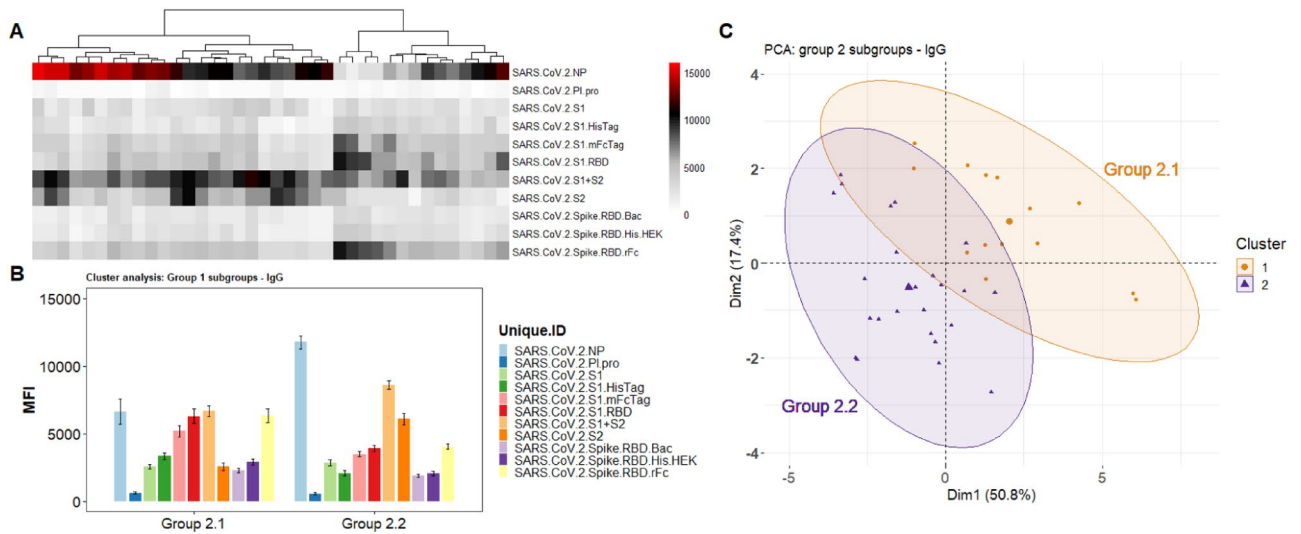 A
SARS.CoV.2.NP
SARS.CoV.2.Pl.pro
SARS.CoV.2.S1
SARS.CoV.2.S1.HisTag
SARS.CoV.2.S1.mFcTag
SARS.CoV.2.S1.RBD
SARS.CoV.2.S1+S2
SARS.CoV.2.S2
SARS.CoV.2.Spike.RBD.Bac
SARS.CoV.2.Spike.RBD.His.HEK
SARS.CoV.2.Spike.RBD.rFc
15000
10000
5000
0
B
Cluster analysis: Group 1 subgroups - IgG
15000
10000
5000
0
MFI
Group 2.1
Group 2.2
Unique.ID
SARS.CoV.2.NP
SARS.CoV.2.Pl.pro
SARS.CoV.2.S1
SARS.CoV.2.S1.HisTag
SARS.CoV.2.S1.mFcTag
SARS.CoV.2.S1.RBD
SARS.CoV.2.S1+S2
SARS.CoV.2.S2
SARS.CoV.2.Spike.RBD.Bac
SARS.CoV.2.Spike.RBD.His.HEK
SARS.CoV.2.Spike.RBD.rFc
C
PCA: group 2 subgroups - IgG
4
2
0
-2
-4
Dim2 (17.4%)
Group 2.1
Group 2.2
-5
0
5
Dim1 (50.8%)
Cluster
1
2